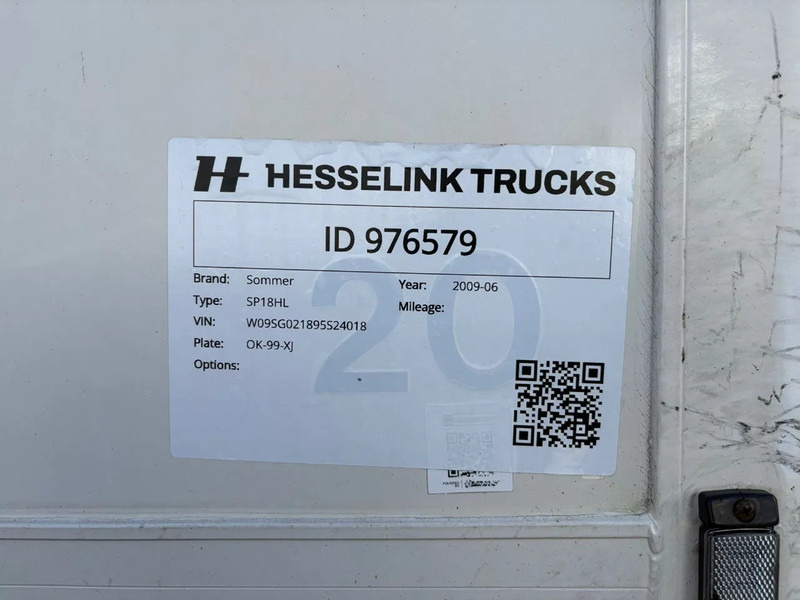 HESSELINK TRUCKS
ID 976579
Brand: Sommer
Year: 2009-06
Type: SP18HL
Mileage:
VIN: W09SG021895S24018
Plate: OK-99-XJ
Options:
20